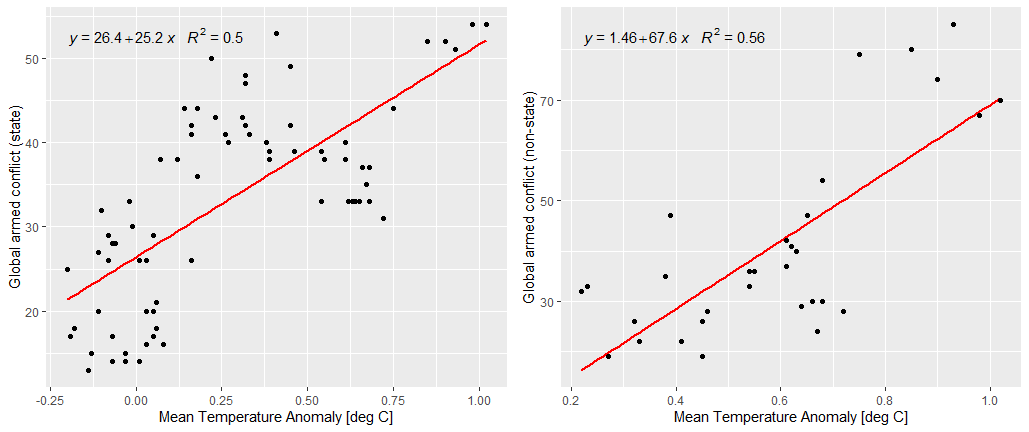 y = 26.4+25.2 x   R² = 0.5
Global armed conflict (state)
50
40
30
20
-0.25 0.00 0.25 0.50 0.75 1.00
Mean Temperature Anomaly [deg C]
y = 1.46+67.6 x   R² = 0.56
Global armed conflict (non-state)
70
50
30
0.2 0.4 0.6 0.8 1.0
Mean Temperature Anomaly [deg C]